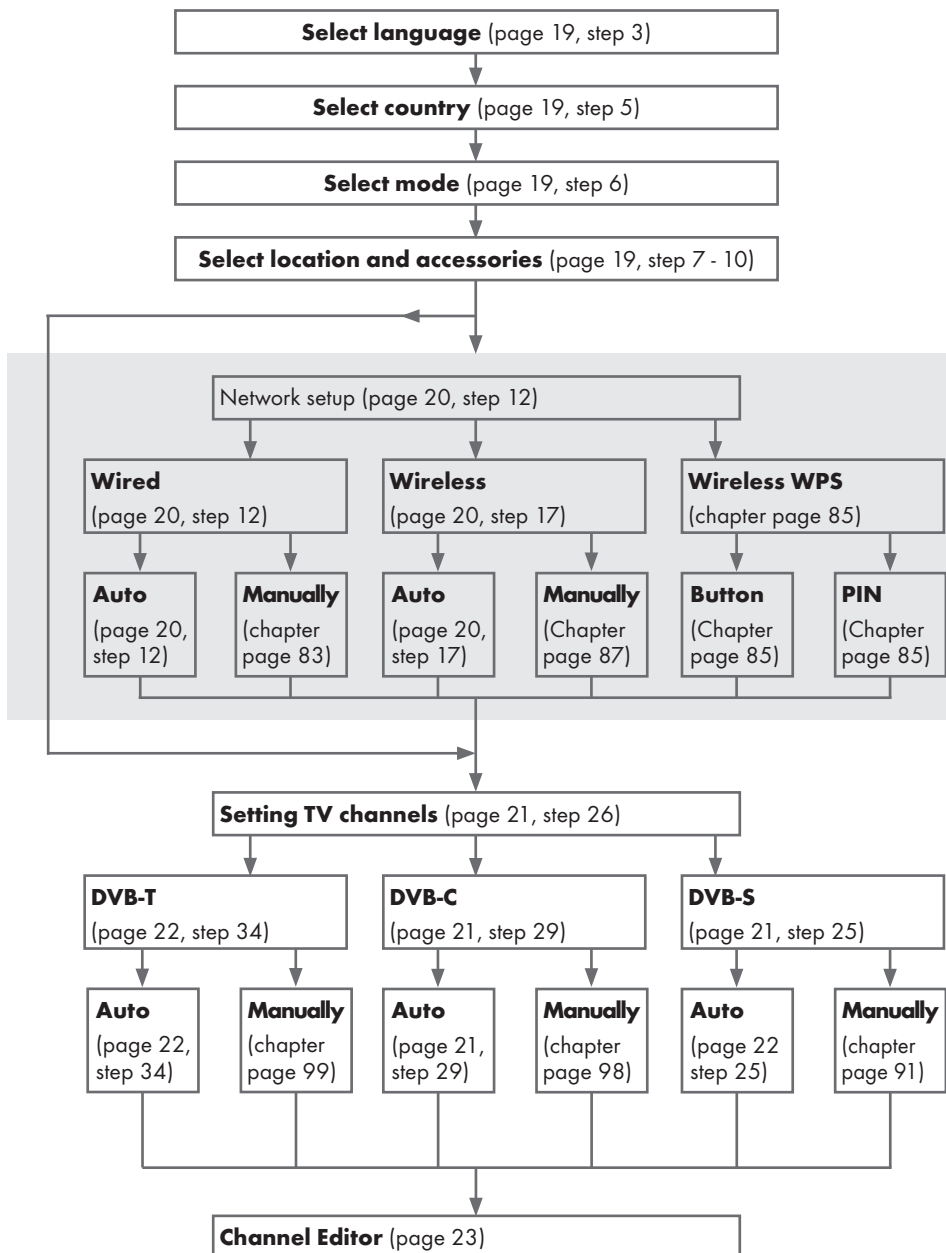 Select language (page 19, step 3)
Select country (page 19, step 5)
Select mode (page 19, step 6)
Select location and accessories (page 19, step 7 - 10)
Network setup (page 20, step 12)
Wired
(page 20, step 12)
Wireless
(page 20, step 17)
Wireless WPS
(chapter page 85)
Auto
(page 20,
step 12)
Manually
(chapter
page 83)
Auto
(page 20,
step 17)
Manually
(Chapter
page 87)
Button
(Chapter
page 85)
PIN
(Chapter
page 85)
Setting TV channels (page 21, step 26)
DVB-T
(page 22, step 34)
DVB-C
(page 21, step 29)
DVB-S
(page 21, step 25)
Auto
(page 22,
step 34)
Manually
(chapter
page 99)
Auto
(page 21,
step 29)
Manually
(chapter
page 98)
Auto
(page 22
step 25)
Manually
(chapter
page 91)
Channel Editor (page 23)